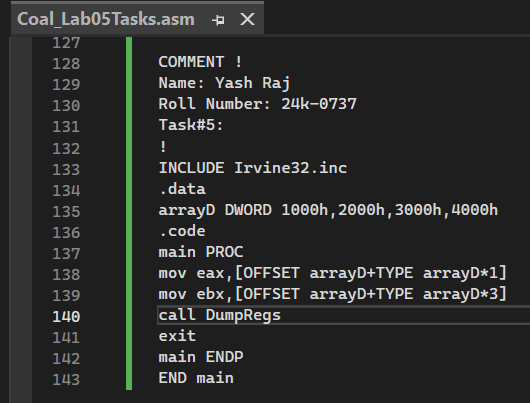 Coal_Lab05Tasks.asm
127
128 COMMENT !
129 Name: Yash Raj
130 Roll Number: 24k-0737
131 Task#5:
132 !
133 INCLUDE Irvine32.inc
134 .data
135 arrayD DWORD 1000h,2000h,3000h,4000h
136 .code
137 main PROC
138 mov eax,[OFFSET arrayD+TYPE arrayD*1]
139 mov ebx,[OFFSET arrayD+TYPE arrayD*3]
140 call DumpRegs
141 exit
142 main ENDP
143 END main